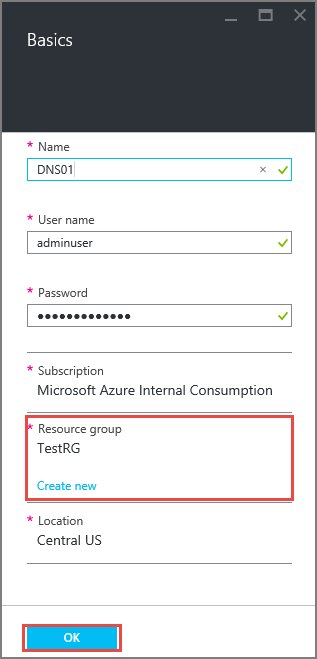 Basics
* Name
DNS01
* User name
adminuser
* Password
●●●●●●●●●●●●●
Subscription
Microsoft Azure Internal Consumption
* Resource group
TestRG
Create new
* Location
Central US
OK